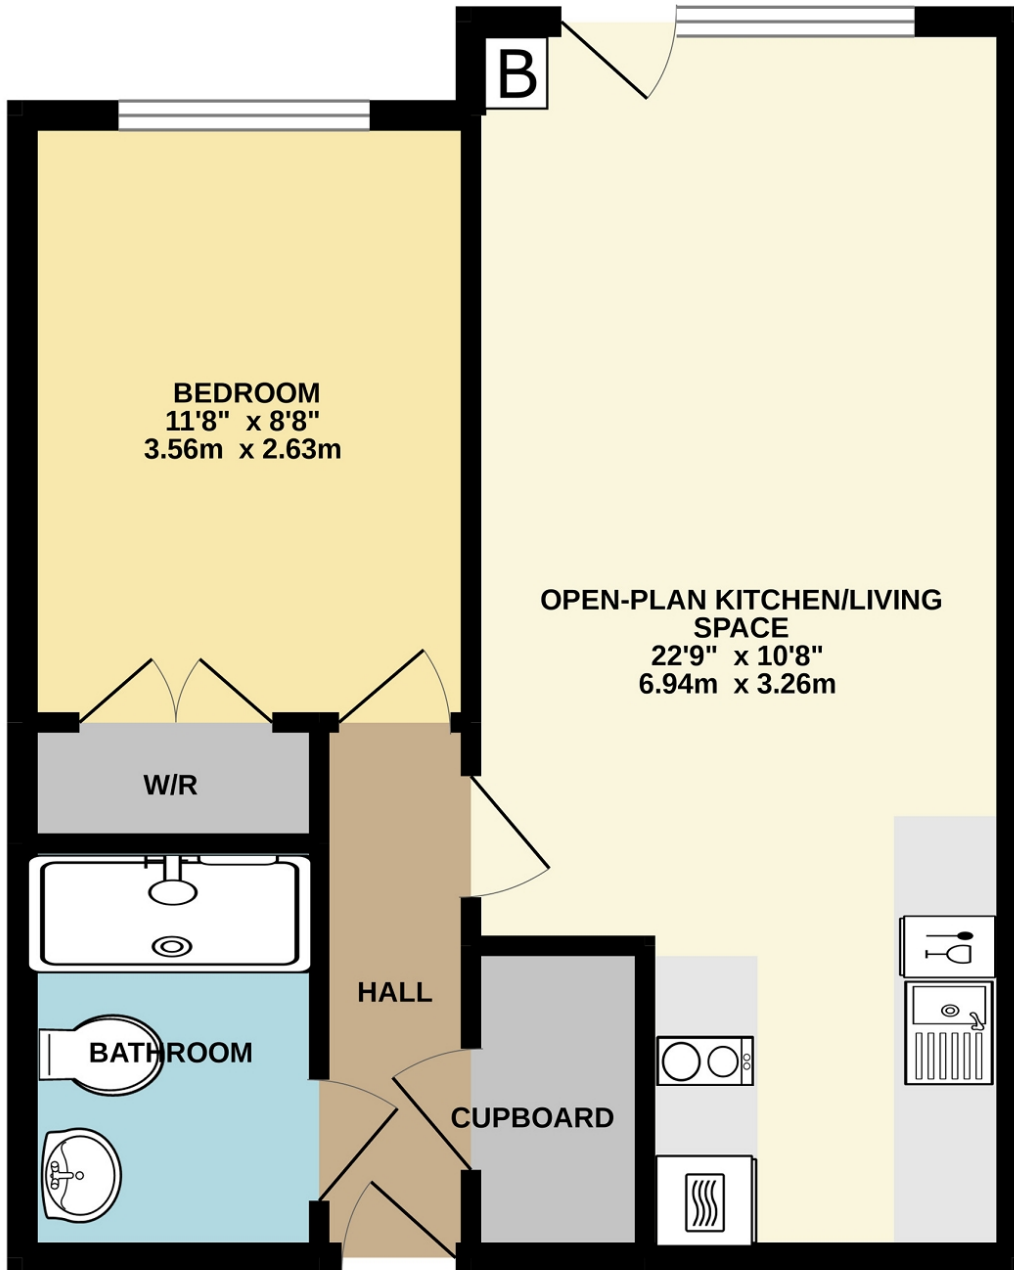 B
BEDROOM
11'8"  x 8'8"
3.56m  x 2.63m
OPEN-PLAN KITCHEN/LIVING
SPACE
22'9"  x 10'8"
6.94m  x 3.26m
W/R
HALL
BATHROOM
CUPBOARD